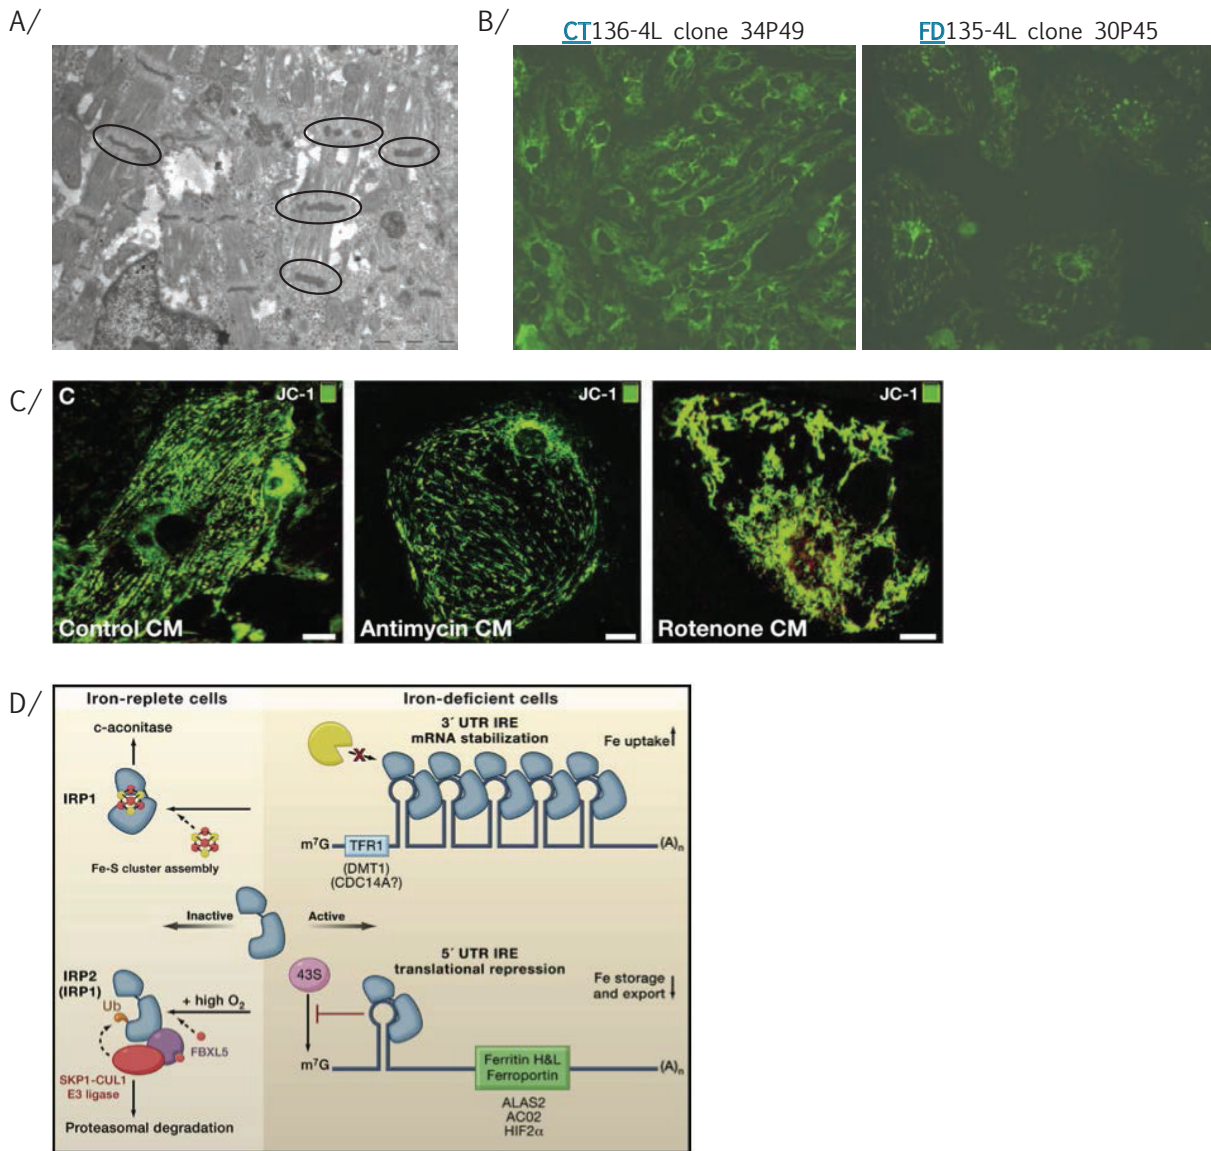 A/
B/
CT136-4L clone 34P49
FD135-4L clone 30P45
C/
C
JC-1
Control CM
JC-1
Antimycin CM
JC-1
Rotenone CM
D/
Iron-replete cells
Iron-deficient cells
c-aconitase
IRP1
Fe-S cluster assembly
3´ UTR IRE
mRNA stabilization
Fe uptake
X
m⁷G
TFR1
(A)n
(DMT1)
(CDC14A?)
Inactive
Active
IRP2
(IRP1)
Ub
+ high O₂
FBXL5
SKP1-CUL1
E3 ligase
Proteasomal degradation
5´ UTR IRE
translational repression
43S
Fe storage
and export
m⁷G
Ferritin H&L
Ferroportin
(A)n
ALAS2
AC02
HIF2α